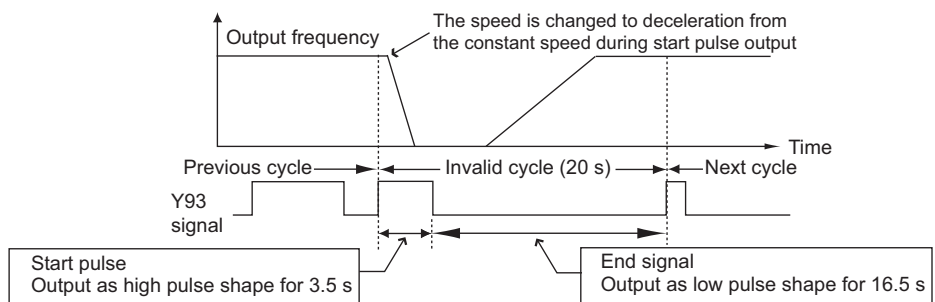 Output frequency
The speed is changed to deceleration from
the constant speed during start pulse output
Time
Previous cycle
Invalid cycle (20 s)
Next cycle
Y93
signal
Start pulse
Output as high pulse shape for 3.5 s
End signal
Output as low pulse shape for 16.5 s